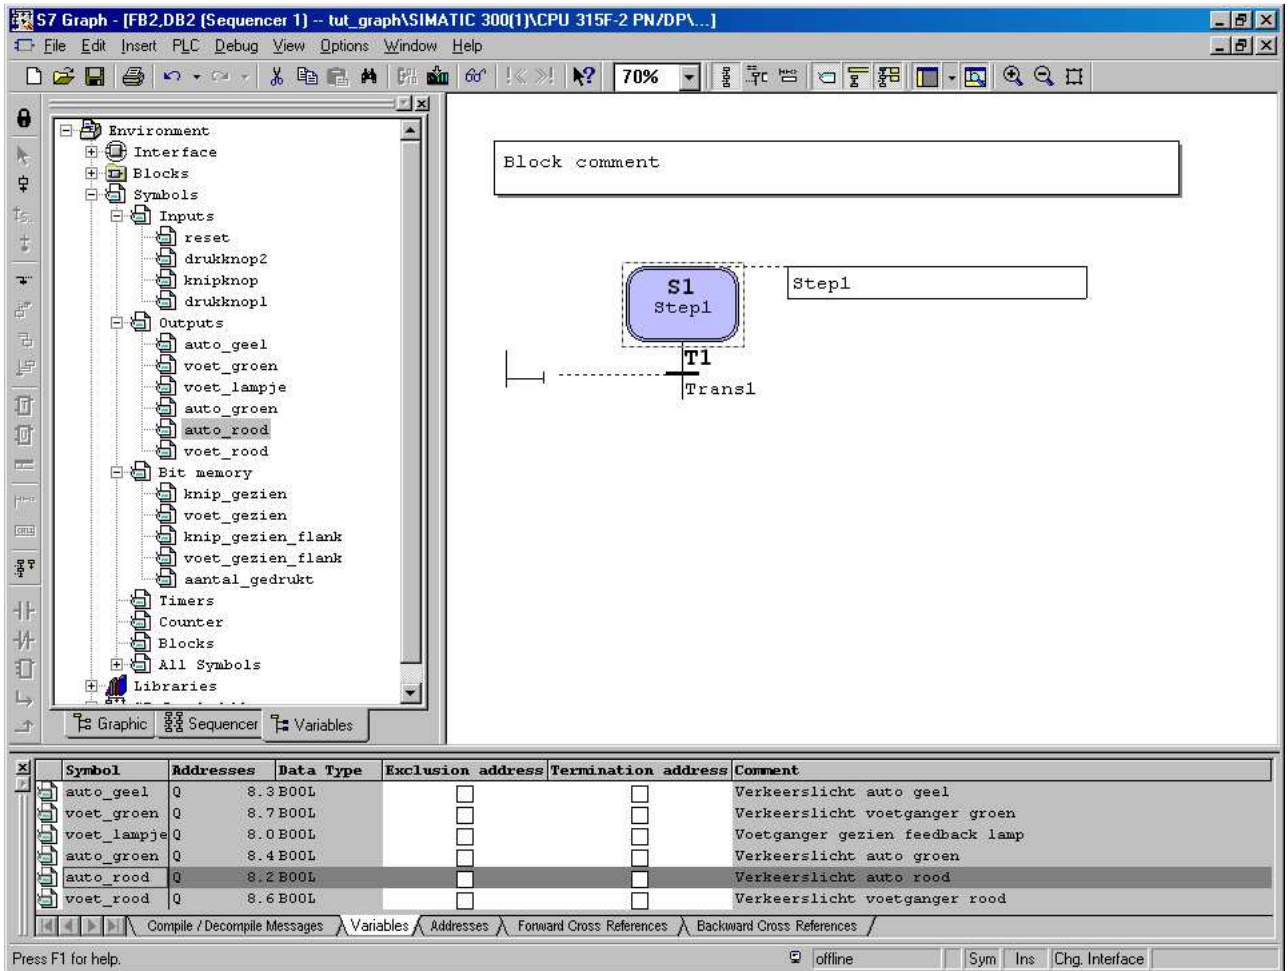 S7 Graph - [FB2,DB2 (Sequencer 1) -- tut_graph\SIMATIC 300(1)\CPU 315F-2 PN/DP\...]
File Edit Insert PLC Debug View Options Window Help
70%
Environment
Interface
Blocks
Symbols
Inputs
reset
drukknop2
knipknop
drukknop1
Outputs
auto_geel
voet_groen
voet_lampje
auto_groen
auto_rood
voet_rood
Bit memory
knip_gezien
voet_gezien
knip_gezien_flank
voet_gezien_flank
aantal_gedrukt
Timers
Counter
Blocks
All Symbols
Libraries
Graphic Sequencer Variables
Block comment
S1
Step1
Step1
T1
Trans1
Symbol Addresses Data Type Exclusion address Termination address Comment
auto_geel Q 8.3 BOOL Verkeerslicht auto geel
voet_groen Q 8.7 BOOL Verkeerslicht voetganger groen
voet_lampje Q 8.0 BOOL Voetganger gezien feedback lamp
auto_groen Q 8.4 BOOL Verkeerslicht auto groen
auto_rood Q 8.2 BOOL Verkeerslicht auto rood
voet_rood Q 8.6 BOOL Verkeerslicht voetganger rood
Compile / Decompile Messages Variables Addresses Forward Cross References Backward Cross References
Press F1 for help. offline Sym Ins Chg. Interface